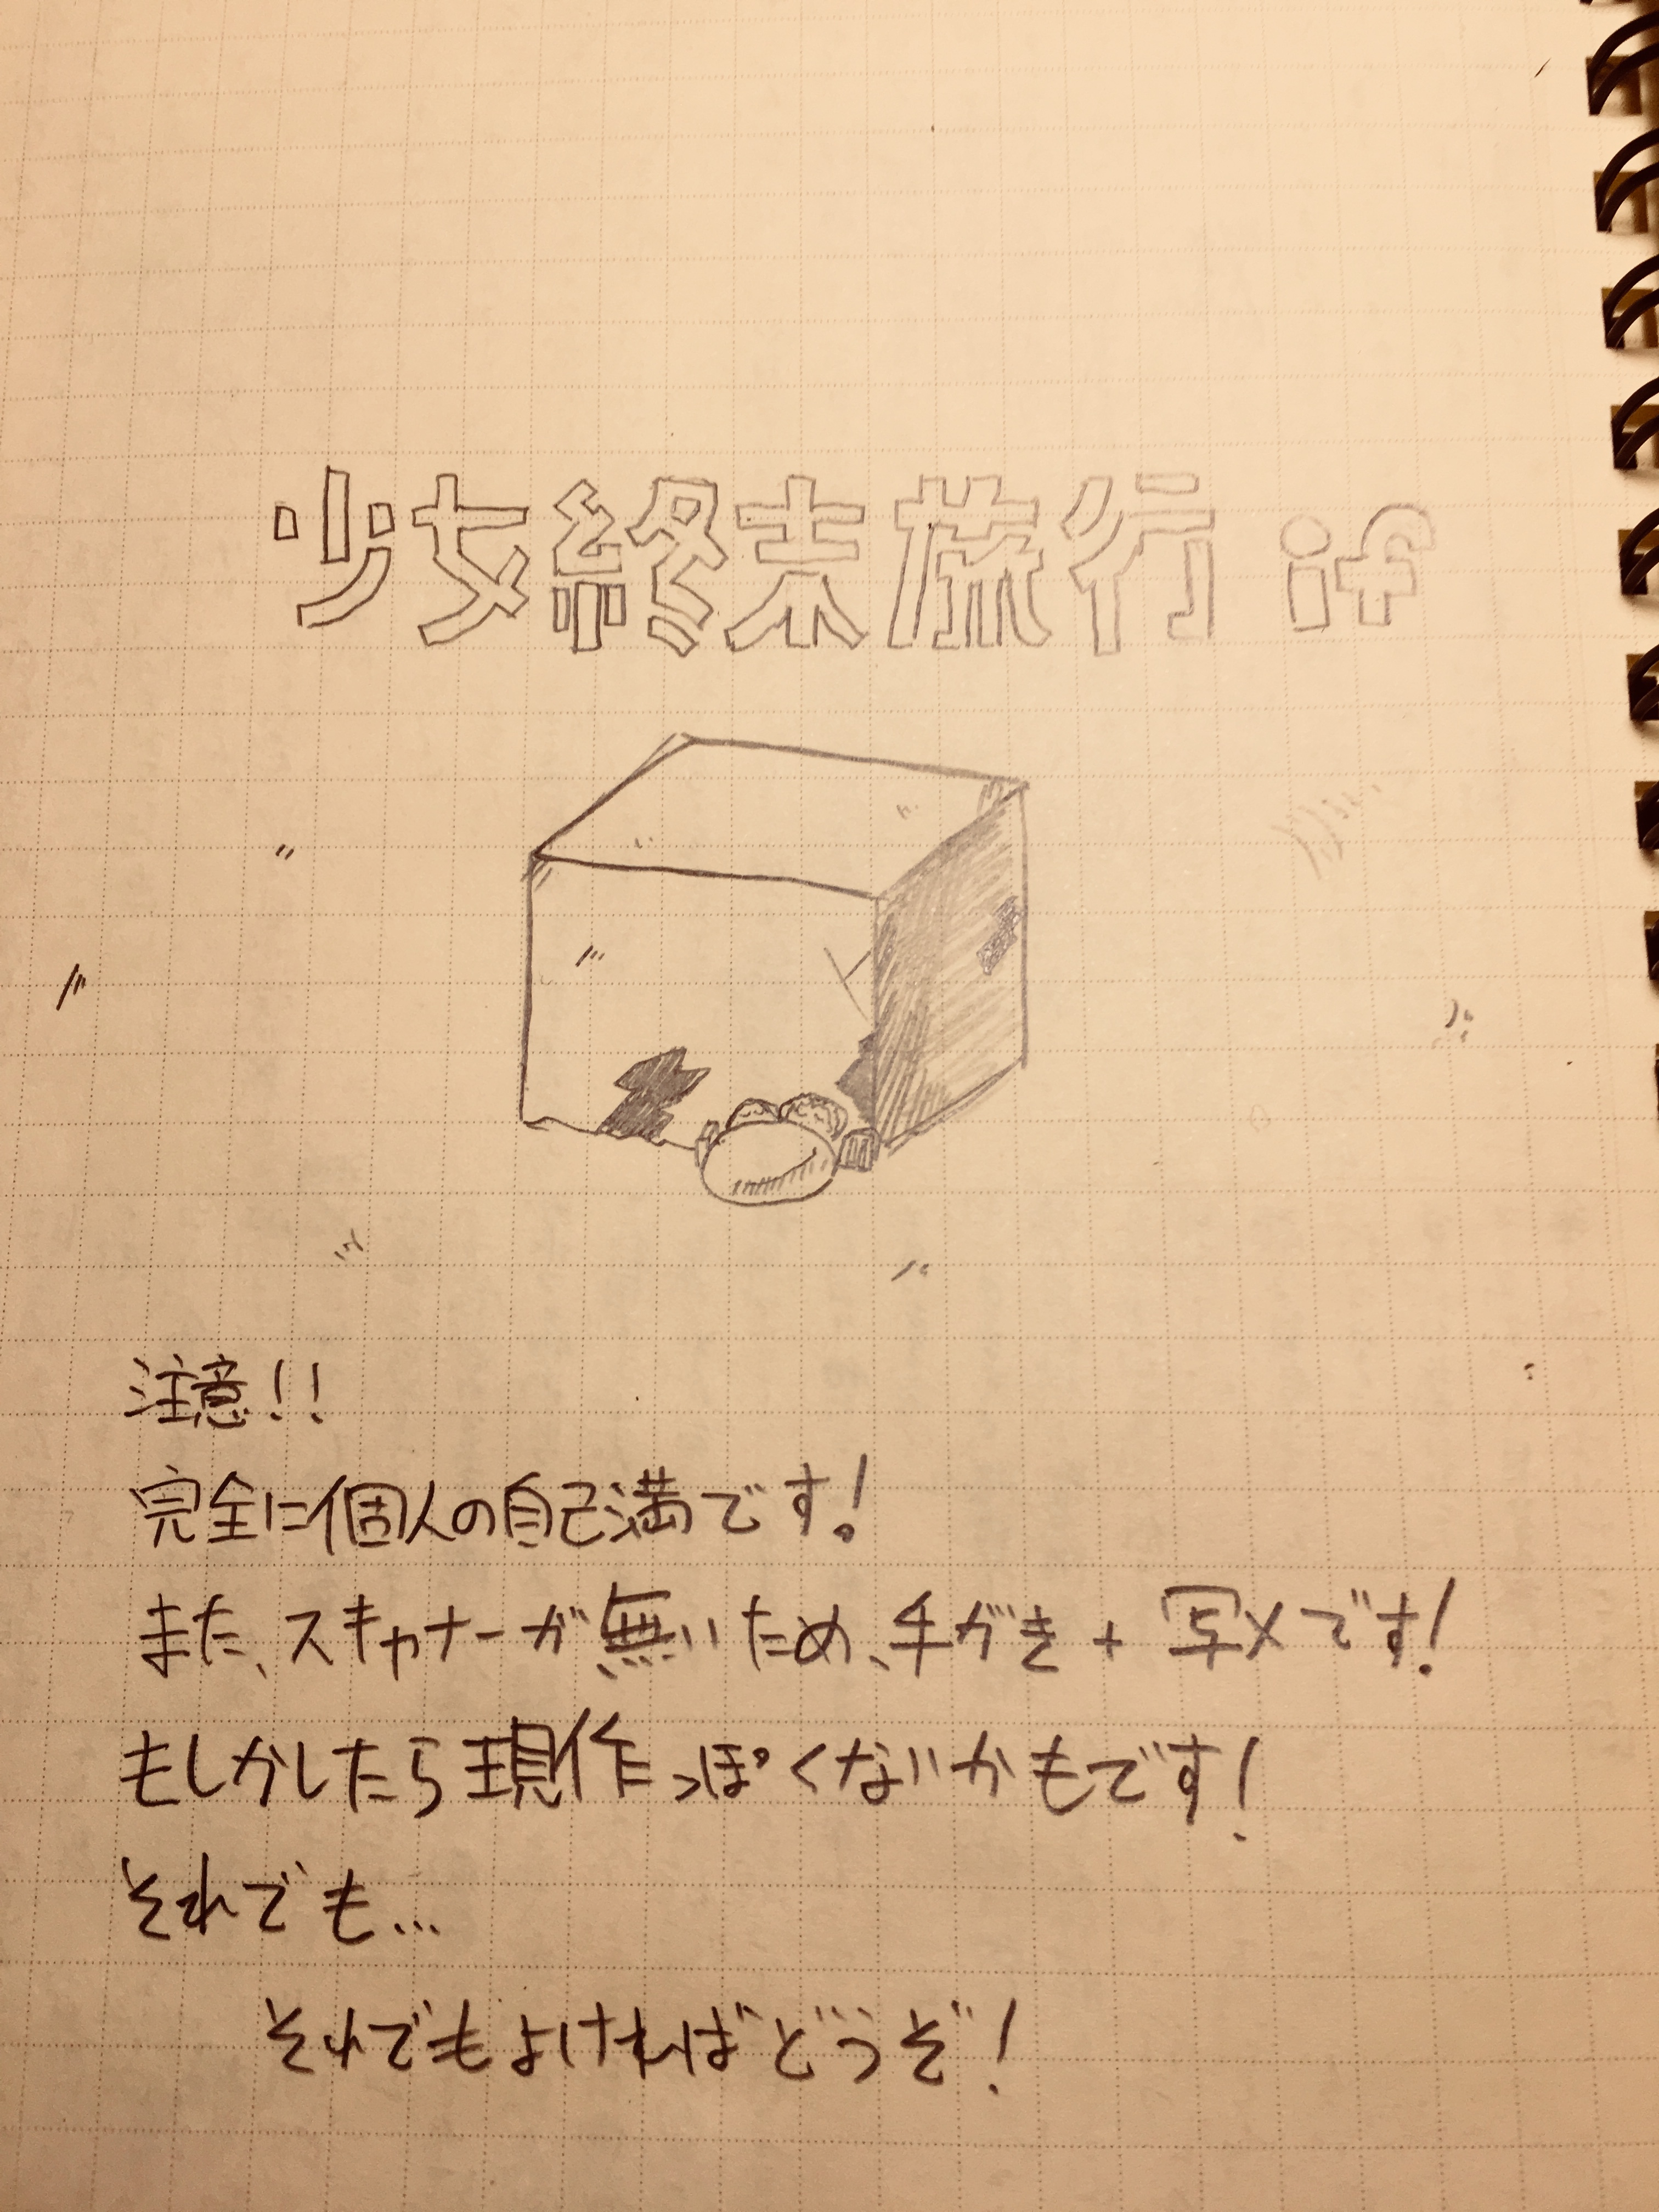 少女終末旅行 if
注意!!
完全に個人の自己満です!
また、スキャナーが無いため、手がき+写メです!
もしかしたら現作っぽくないかもです!
それでも...
それでもよければどうぞ!